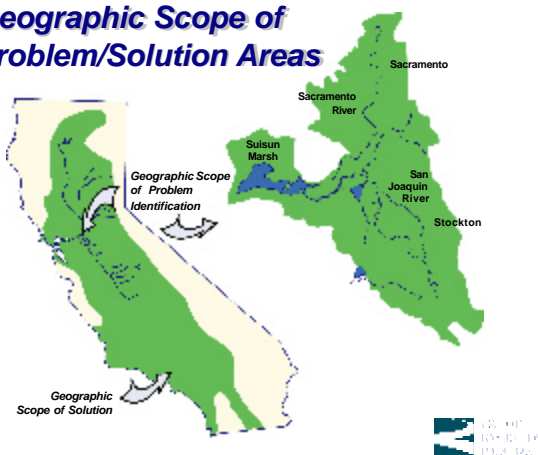 eographic Scope of
roblem/Solution Areas
Sacramento
Sacramento
River
Suisun
Marsh
Geographic Scope
of Problem
Identification
San
Joaquin
River
Stockton
Geographic
Scope of Solution